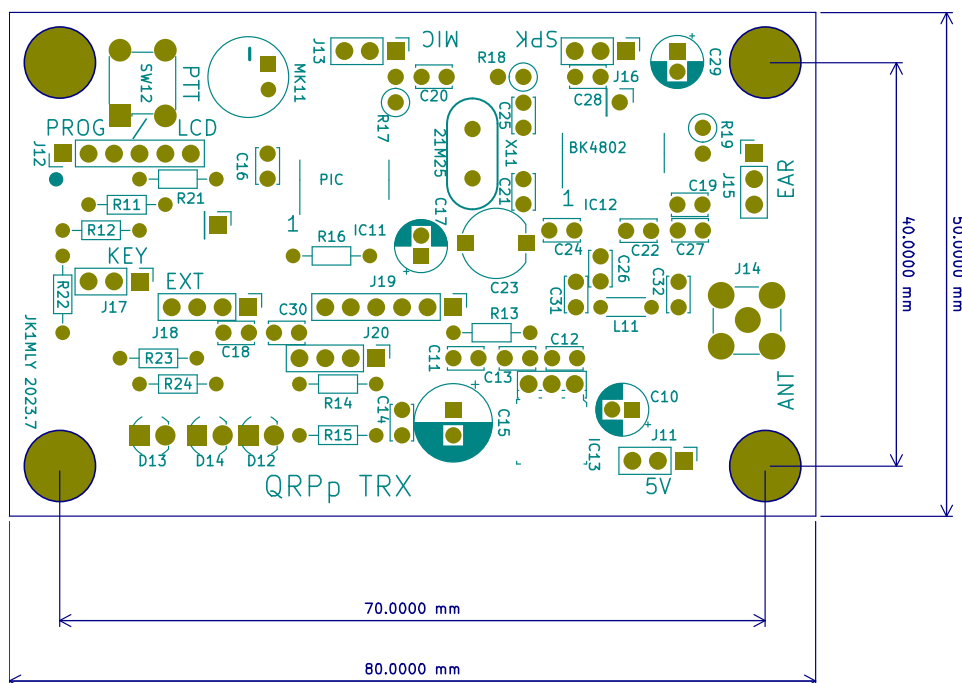 J13
MIC
SPK
C29
R18
SW12
PTT
MK11
C20
C28
J16
PROG
LCD
R17
21M25
X11
C25
BK4802
R19
J12
C16
PIC
C21
EAR
J15
R21
1
IC12
C19
R11
1
IC11
C17
C24
C22
C27
R12
R16
KEY
EXT
J19
C23
C26
C32
J14
R22
J17
C31
L11
JK1MLY 2023.7
J18
C18
C30
J20
R13
C12
R23
C11
C13
R24
R14
C14
C15
C10
ANT
R15
IC13
J11
D13
D14
D12
QRPp TRX
5V
40.0000 mm
50.0000 mm
70.0000 mm
80.0000 mm